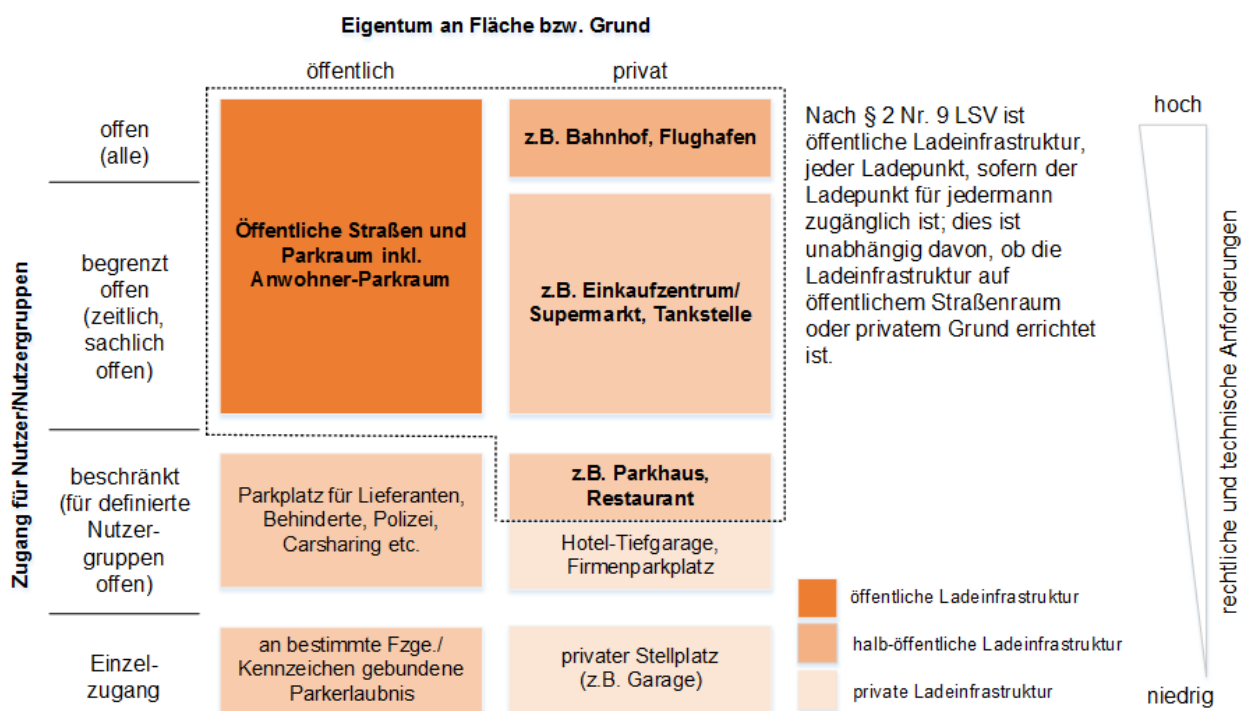 Eigentum an Fläche bzw. Grund
öffentlich
privat
Zugang für Nutzer/Nutzergruppen
offen
(alle)
begrenzt
offen
(zeitlich,
sachlich
offen)
beschränkt
(für definierte
Nutzer-
gruppen
offen)
Einzel-
zugang
Öffentliche Straßen und
Parkraum inkl.
Anwohner-Parkraum
z.B. Bahnhof, Flughafen
z.B. Einkaufzentrum/
Supermarkt, Tankstelle
Parkplatz für Lieferanten,
Behinderte, Polizei,
Carsharing etc.
z.B. Parkhaus,
Restaurant
Hotel-Tiefgarage,
Firmenparkplatz
an bestimmte Fzge./
Kennzeichen gebundene
Parkerlaubnis
privater Stellplatz
(z.B. Garage)
Nach § 2 Nr. 9 LSV ist
öffentliche Ladeinfrastruktur,
jeder Ladepunkt, sofern der
Ladepunkt für jedermann
zugänglich ist; dies ist
unabhängig davon, ob die
Ladeinfrastruktur auf
öffentlichem Straßenraum
oder privatem Grund errichtet
ist.
öffentliche Ladeinfrastruktur
halb-öffentliche Ladeinfrastruktur
private Ladeinfrastruktur
hoch
rechtliche und technische Anforderungen
niedrig